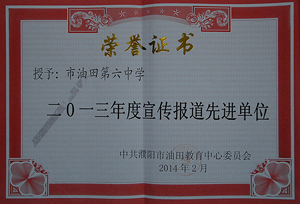 荣誉证书
授予：市油田第六中学
二0一三年度宣传报道先进单位
中共濮阳市油田教育中心委员会
2014年2月